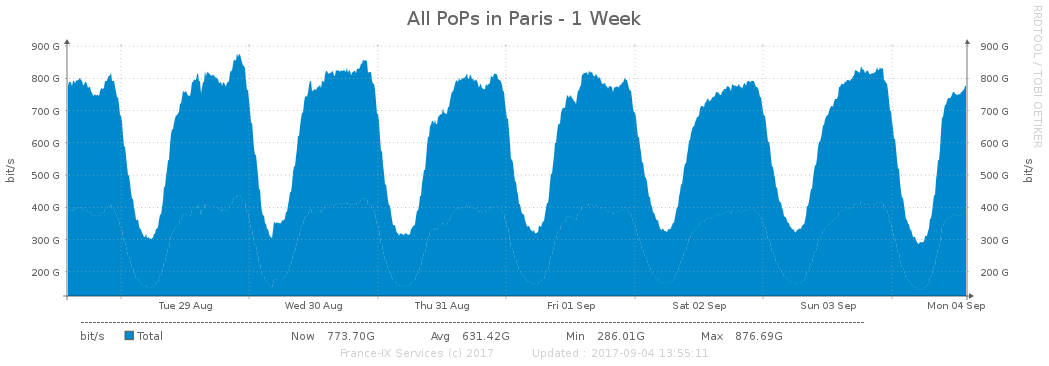 All PoPs in Paris - 1 Week
RRDTOOL / TOBI OETIKER
bit/s
900 G
800 G
700 G
600 G
500 G
400 G
300 G
200 G
900 G
800 G
700 G
600 G
500 G
400 G
300 G
200 G
bit/s
Tue 29 Aug Wed 30 Aug Thu 31 Aug Fri 01 Sep Sat 02 Sep Sun 03 Sep Mon 04 Sep
bit/s Total Now 773.70G Avg 631.42G Min 286.01G Max 876.69G
France-IX Services (c) 2017 Updated : 2017-09-04 13:55:11